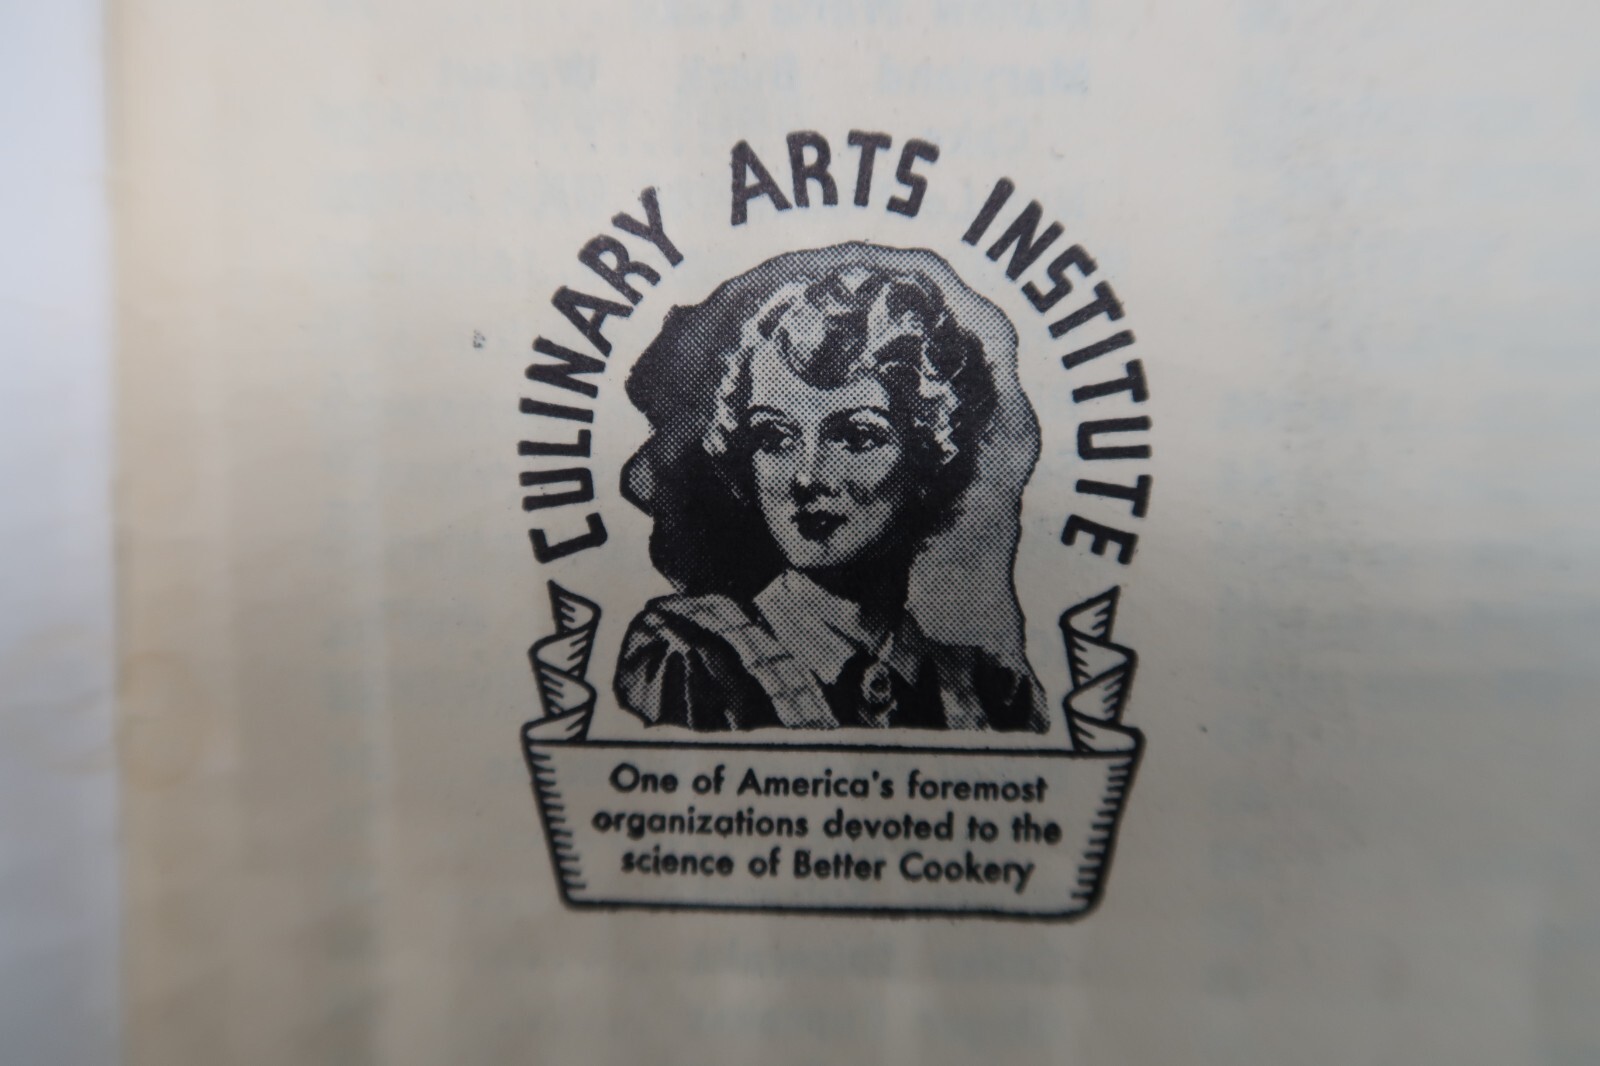 CULINARY ARTS INSTITUTE
One of America's foremost
organizations devoted to the
science of Better Cookery